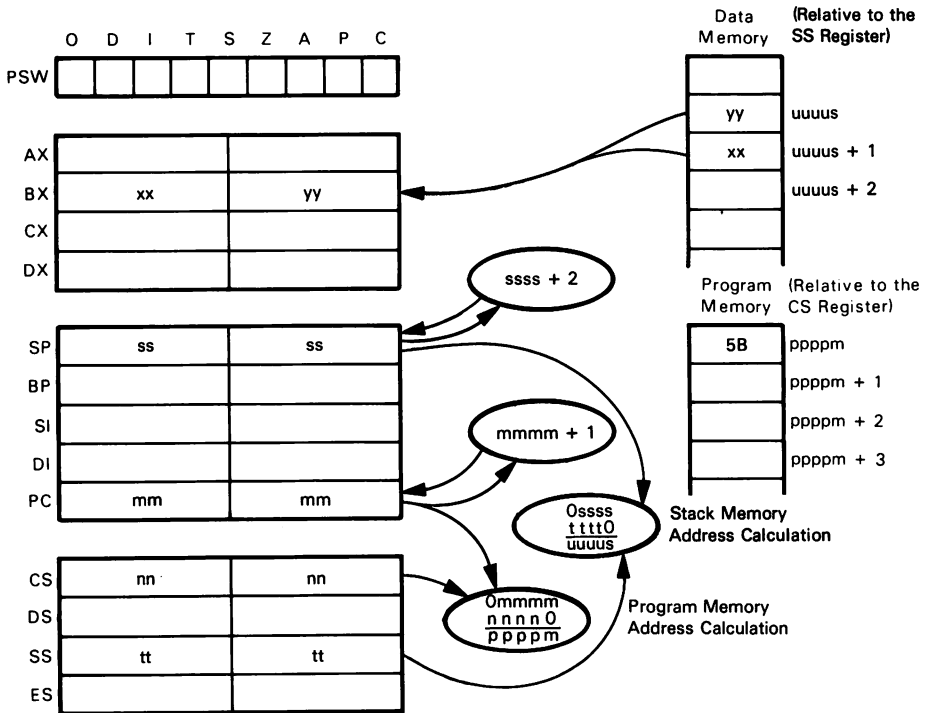 Data (Relative to the
Memory SS Register)
O D I T S Z A P C
PSW
yy uuuus
xx uuuus + 1
uuuus + 2
AX
BX xx yy
CX
DX
ssss + 2
Program (Relative to the
Memory CS Register)
SP ss ss
5B ppppm
BP
ppppm + 1
SI
ppppm + 2
mmmm + 1
DI
ppppm + 3
PC mm mm
0ssss
tttt0
uuuus
Stack Memory
Address Calculation
CS nn nn
DS
0mmmm
nnnn0
ppppm
Program Memory
Address Calculation
SS tt tt
ES